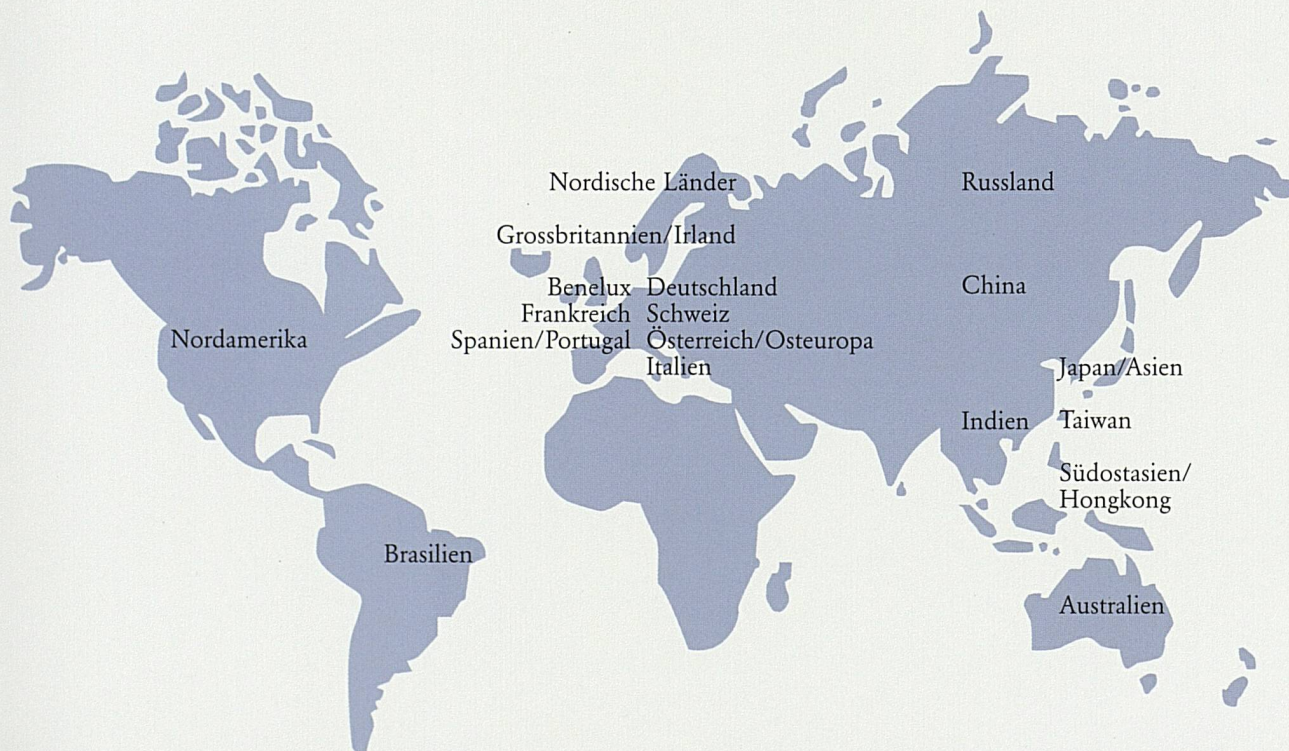 Nordische Länder
Russland
Grossbritannien/Irland
Benelux
Deutschland
China
Frankreich
Schweiz
Nordamerika
Spanien/Portugal
Österreich/Osteuropa
Italien
Japan/Asien
Indien
Taiwan
Südostasien/
Hongkong
Brasilien
Australien